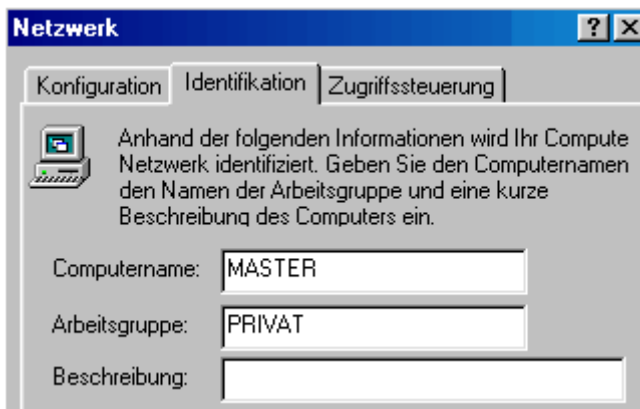 Netzwerk
Konfiguration Identifikation Zugriffssteuerung
Anhand der folgenden Informationen wird Ihr Compute
Netzwerk identifiziert. Geben Sie den Computernamen
den Namen der Arbeitsgruppe und eine kurze
Beschreibung des Computers ein.
Computername: MASTER
Arbeitsgruppe: PRIVAT
Beschreibung: